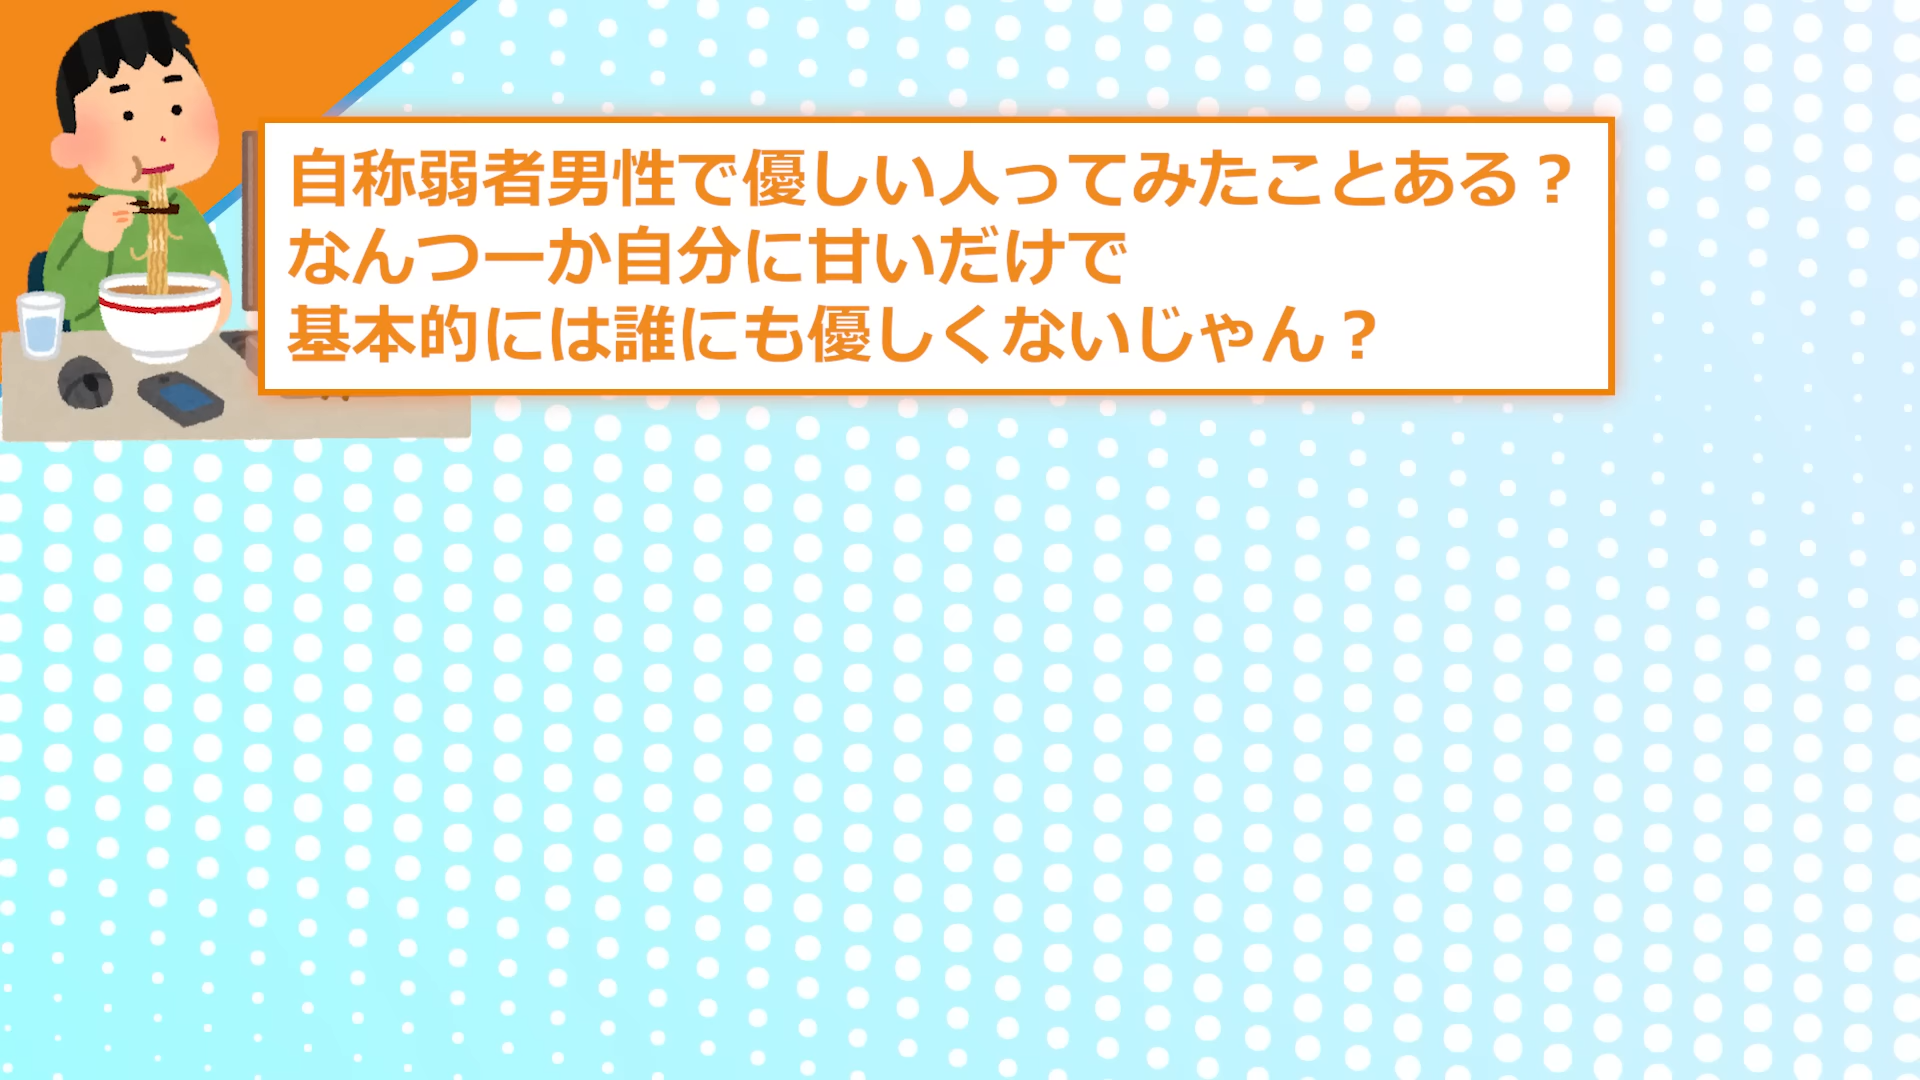 自称弱者男性で優しい人ってみたことある？
なんつーか自分に甘いだけで
基本的には誰にも優しくないじゃん？